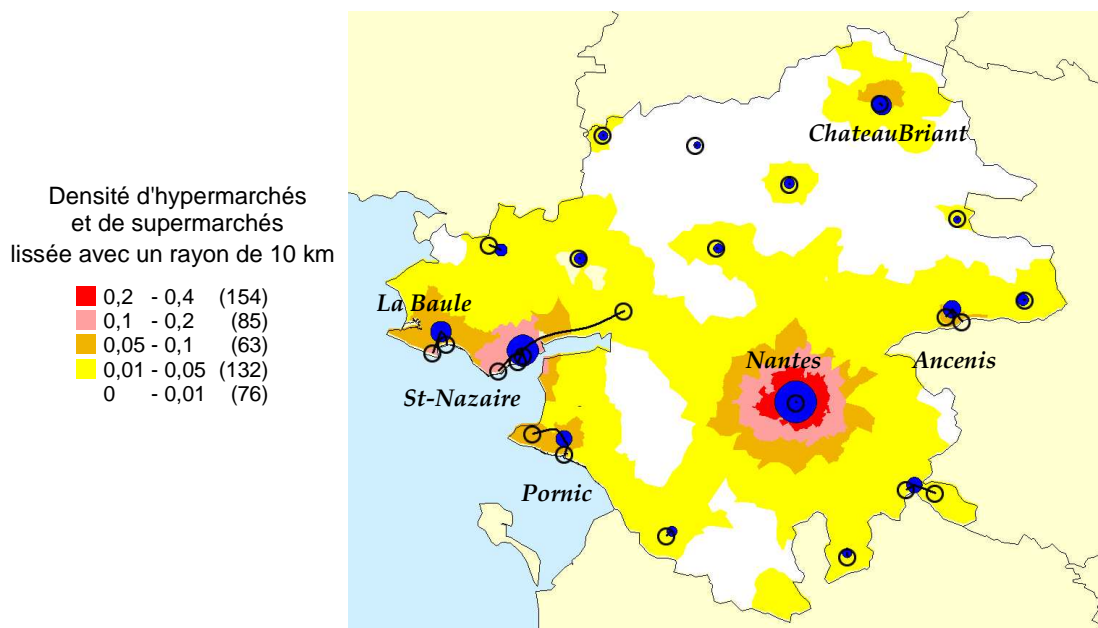 Densité d'hypermarchés
et de supermarchés
lissée avec un rayon de 10 km
0,2 - 0,4 (154)
0,1 - 0,2 (85)
0,05 - 0,1 (63)
0,01 - 0,05 (132)
0 - 0,01 (76)
ChateauBriant
La Baule
Nantes
Ancenis
St-Nazaire
Pornic